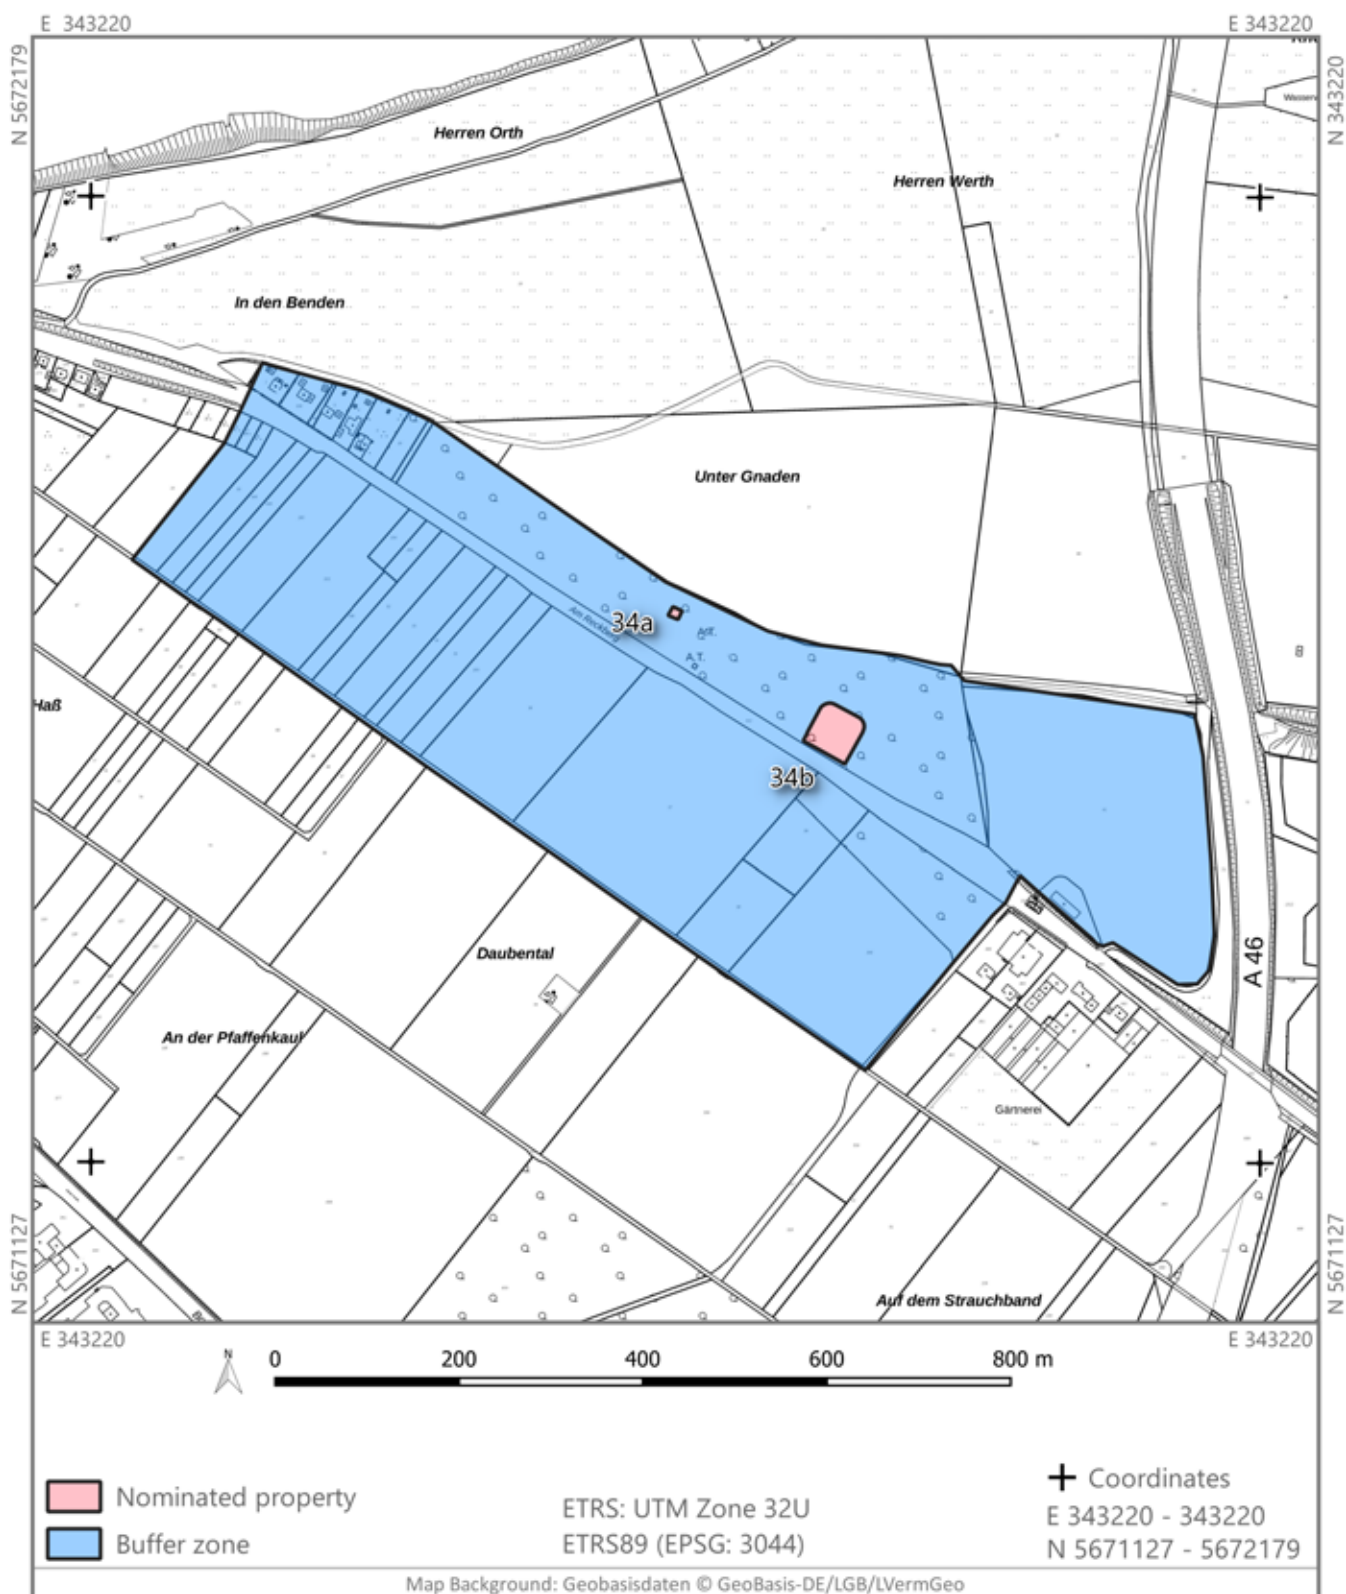 E 343220
E 343220
N 5672179
N 343220
Herren Orth
Herren Werth
In den Benden
Unter Gnaden
34a
Am Reckberg
A.T.
Haß
34b
Daubental
A 46
An der Pfaffenkaul
Gärtnerei
Auf dem Strauchband
N 5671127
N 5671127
E 343220
E 343220
N
0 200 400 600 800 m
Nominated property
Buffer zone
ETRS: UTM Zone 32U
ETRS89 (EPSG: 3044)
Coordinates
E 343220 - 343220
N 5671127 - 5672179
Map Background: Geobasisdaten © GeoBasis-DE/LGB/LVermGeo